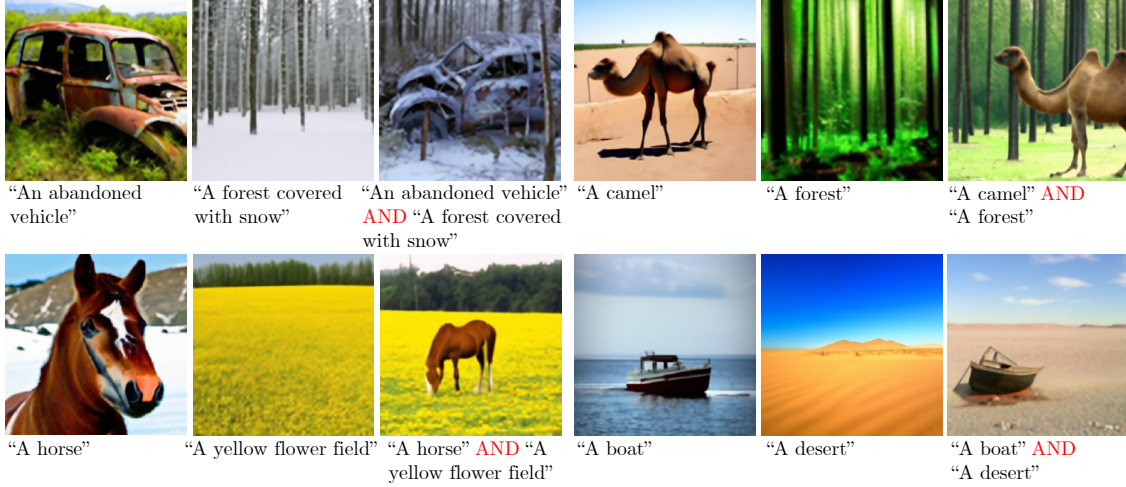 “An abandoned
vehicle”
“A forest covered
with snow”
“An abandoned vehicle”
AND “A forest covered
with snow”
“A camel”
“A forest”
“A camel” AND
“A forest”
“A horse”
“A yellow flower field”
“A horse” AND “A
yellow flower field”
“A boat”
“A desert”
“A boat” AND
“A desert”